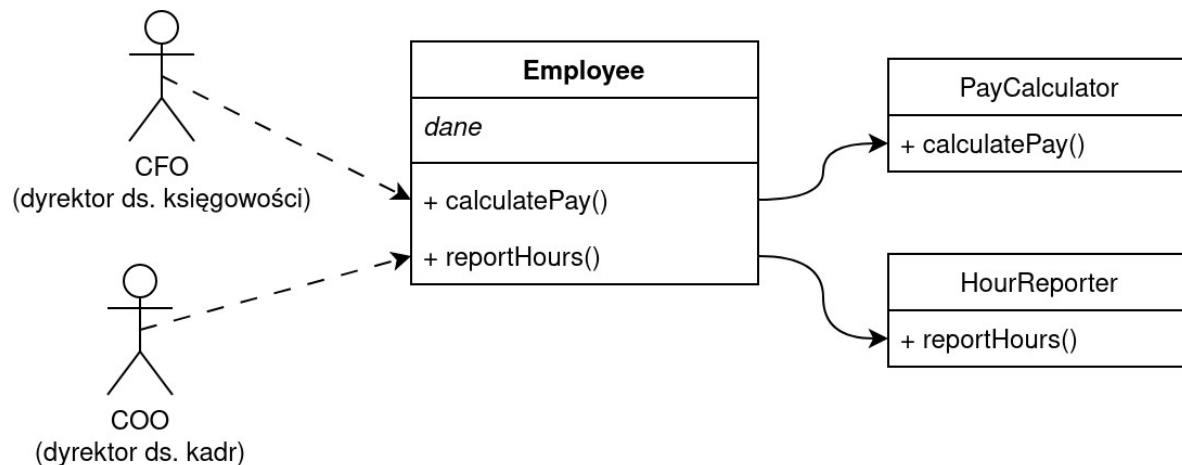 CFO
(dyrektor ds. księgowości)
COO
(dyrektor ds. kadr)
Employee
dane
+ calculatePay()
+ reportHours()
PayCalculator
+ calculatePay()
HourReporter
+ reportHours()